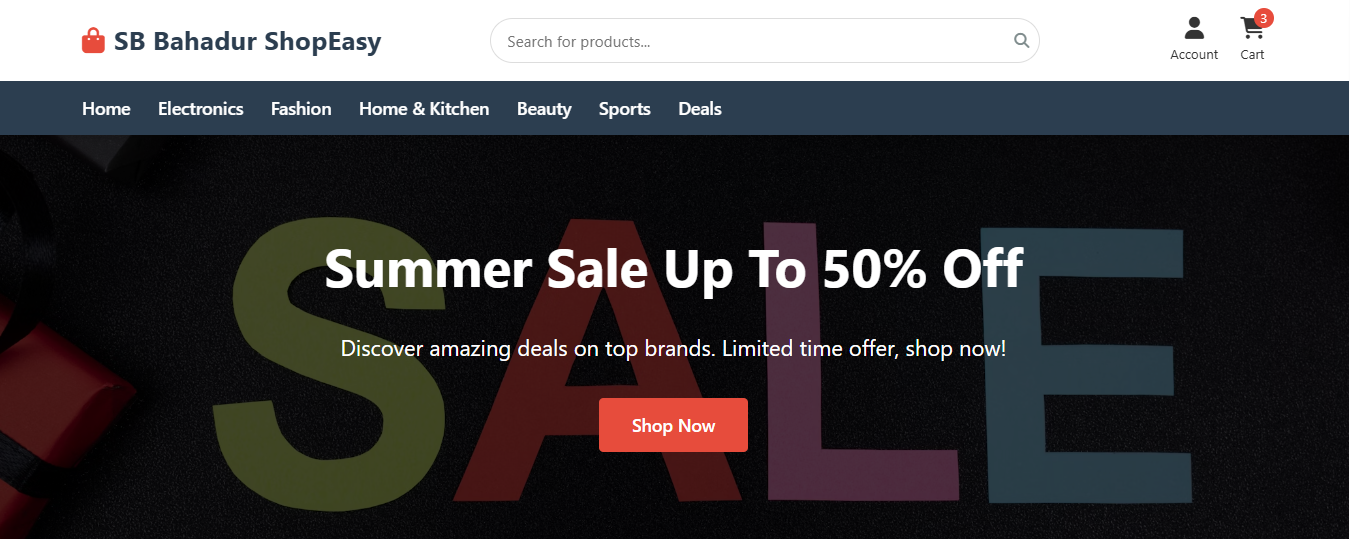 SB Bahadur ShopEasy
Search for products...
3
Account
Cart
Home
Electronics
Fashion
Home & Kitchen
Beauty
Sports
Deals
SALE
Summer Sale Up To 50% Off
Discover amazing deals on top brands. Limited time offer, shop now!
Shop Now